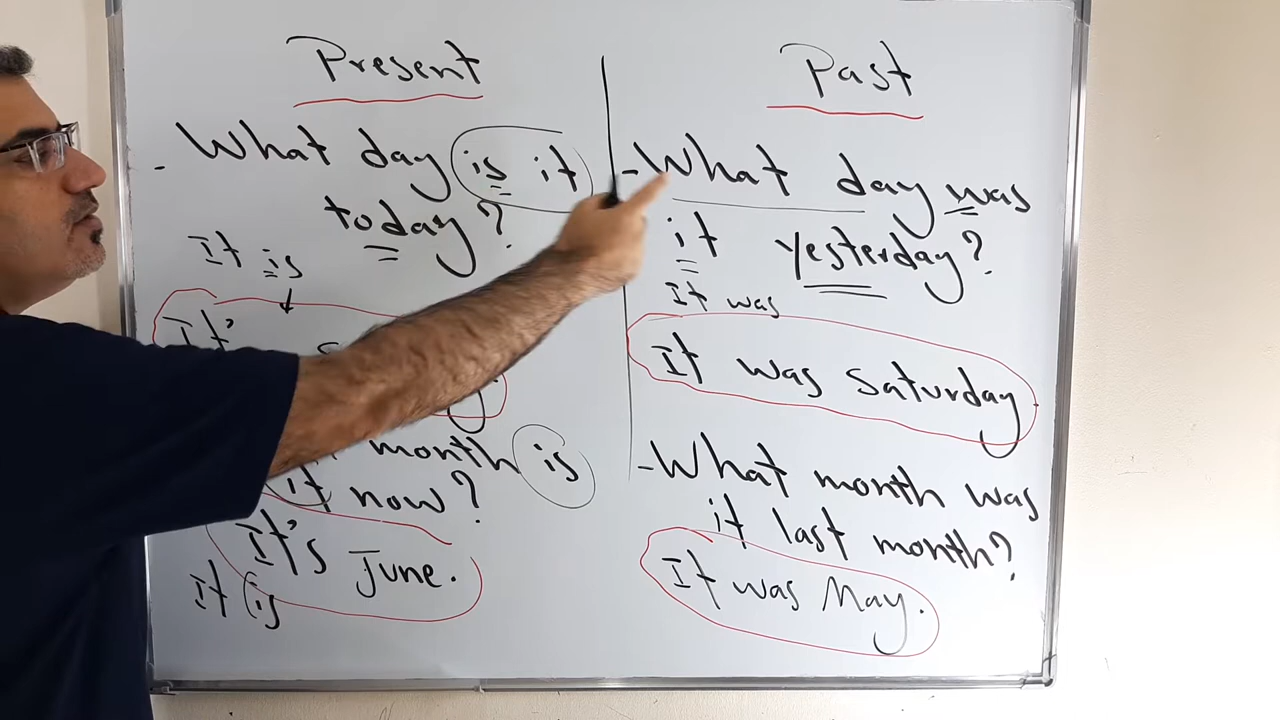 Present
- What day is it
today?
It is
It's
month is
it now?
It's June.
It is
Past
- What day was
it yesterday?
It was
It was Saturday.
- What month was
it last month?
It was May.